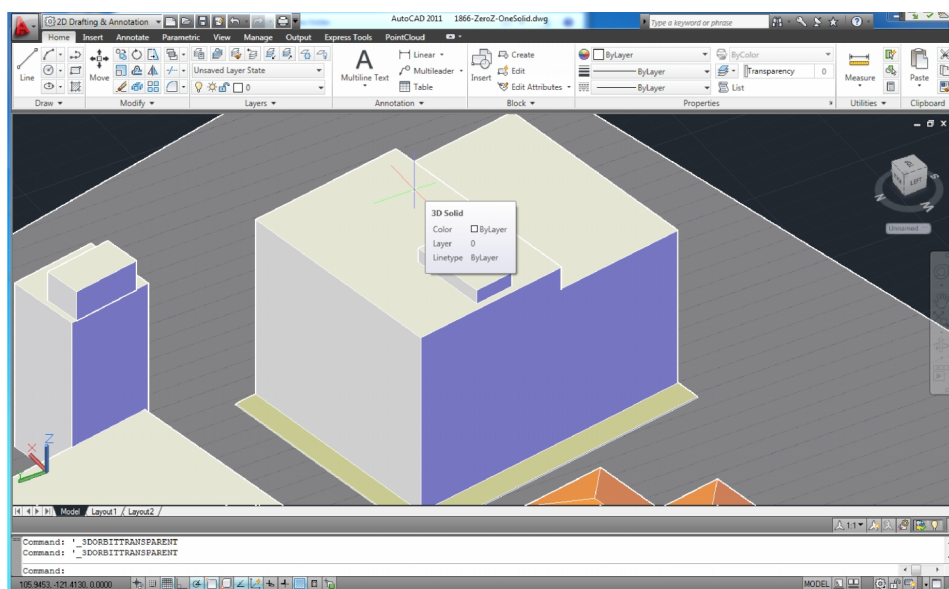 2D Drafting & Annotation
AutoCAD 2011 1866-ZeroZ-OneSolid.dwg
Type a keyword or phrase
Home Insert Annotate Parametric View Manage Output Express Tools PointCloud
Line
Move
Unsaved Layer State
0
A
Multiline Text
Linear
Multileader
Table
Insert
Create
Edit
Edit Attributes
ByLayer
ByLayer
ByLayer
ByColor
Transparency 0
List
Measure
Paste
Draw Modify Layers Annotation Block Properties Utilities Clipboard
3D Solid
Color ByLayer
Layer 0
Linetype ByLayer
LEFT
S
W
Unnamed
Z
X
Model Layout1 Layout2
1:1
Command: '_3DORBITTRANSPARENT
Command: '_3DORBITTRANSPARENT
Command:
105.9453, -121.4130, 0.0000
MODEL